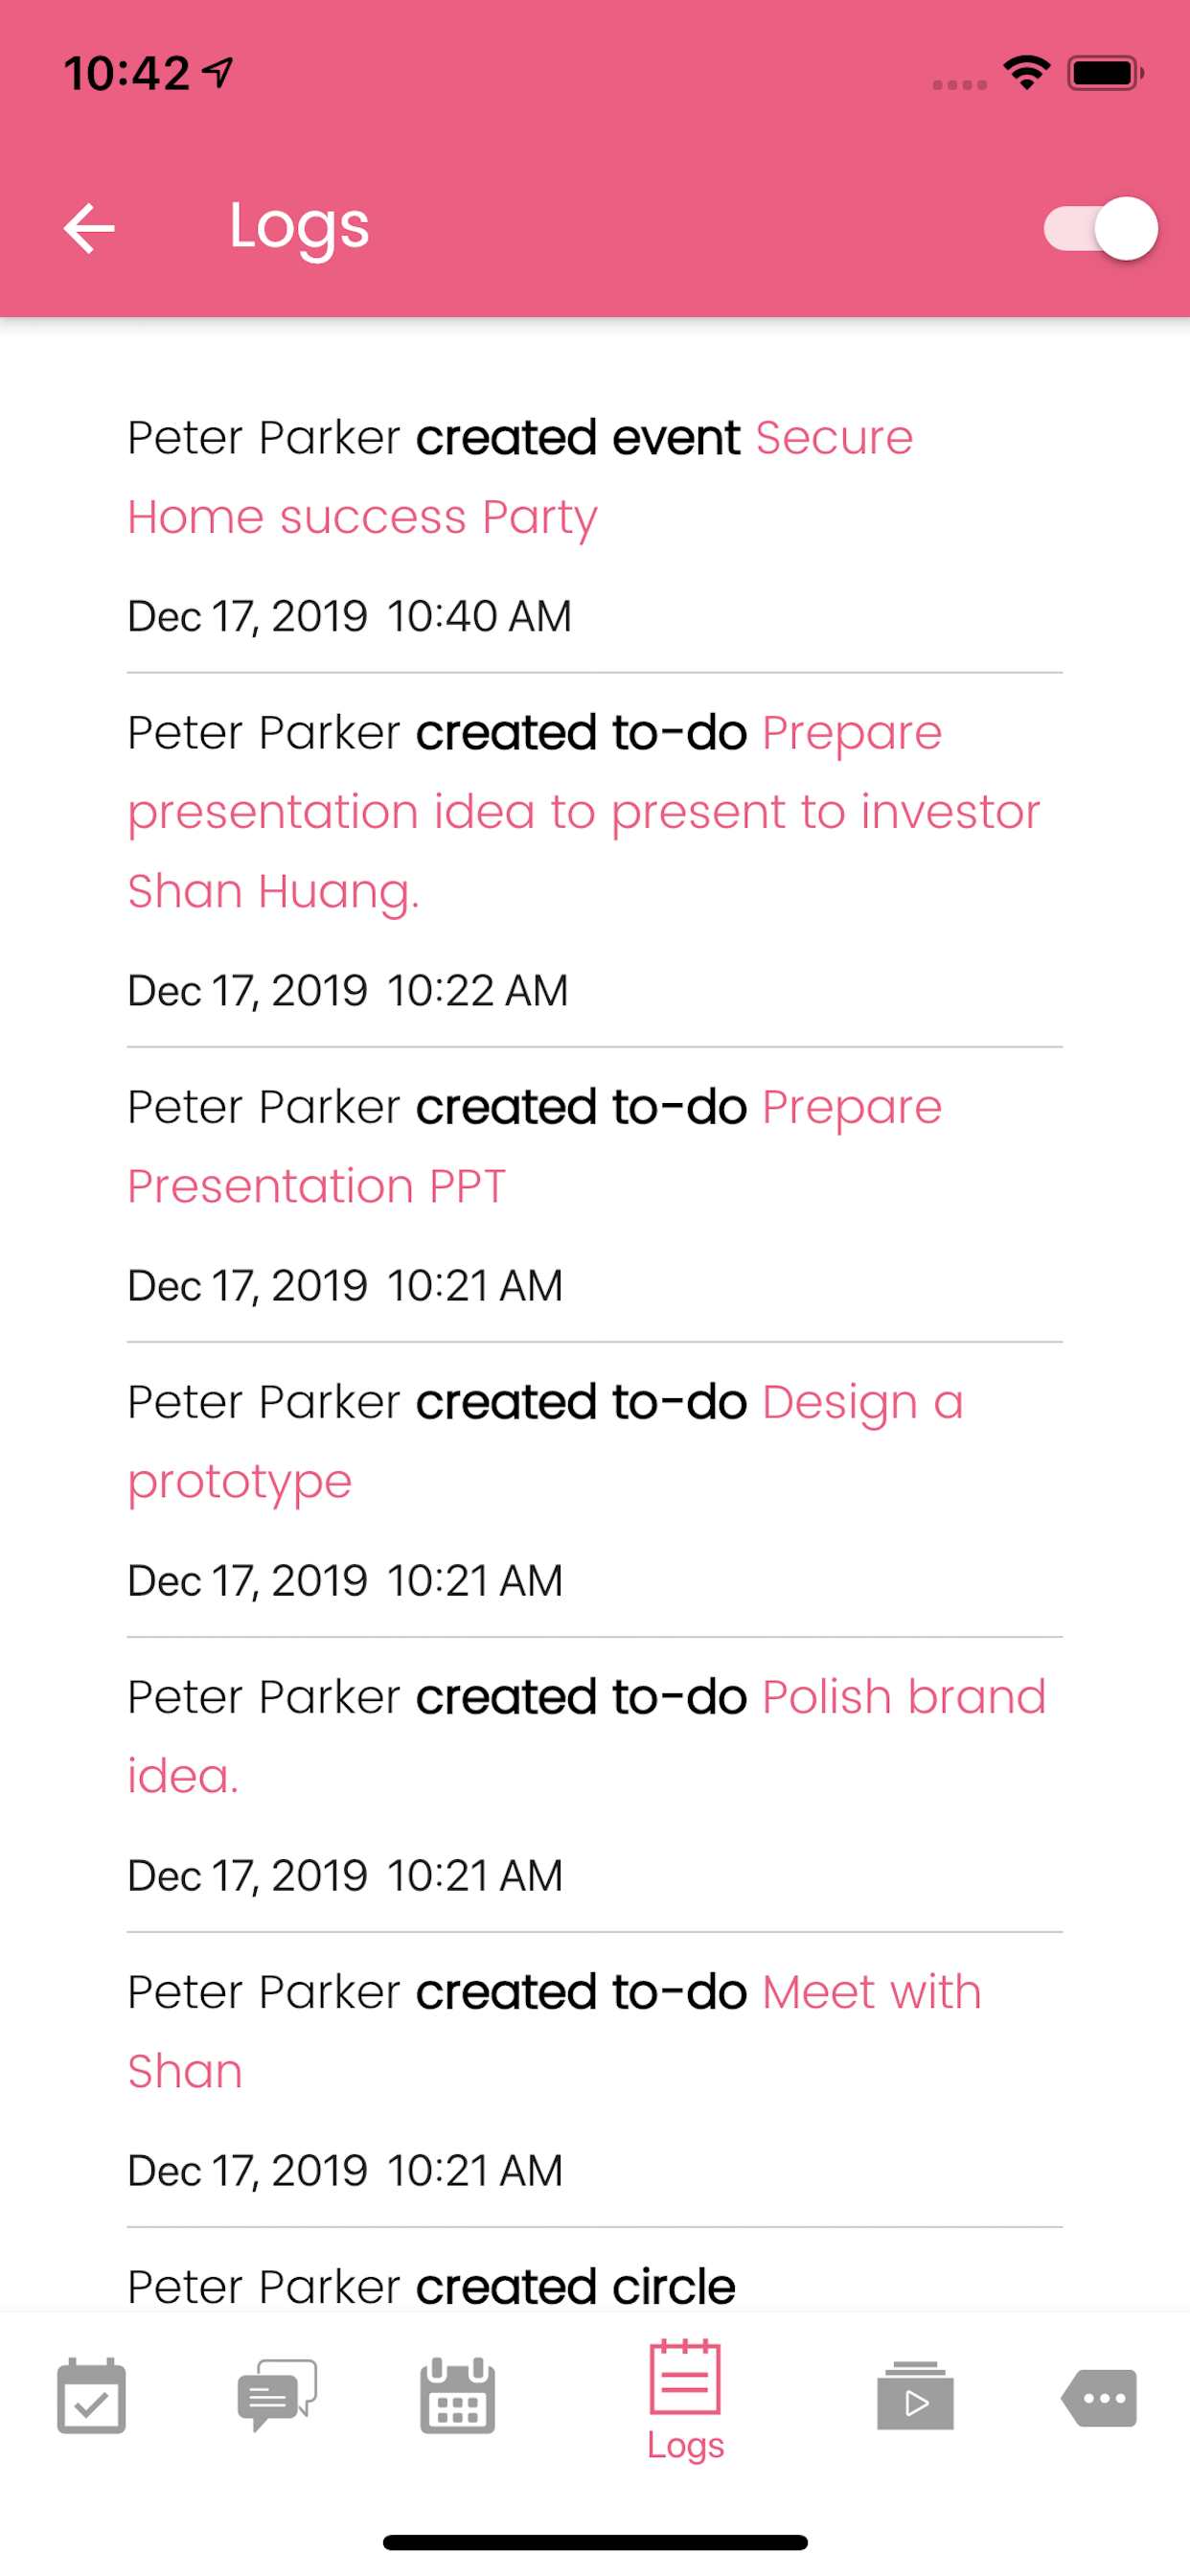 10:42
Logs
Peter Parker created event Secure
Home success Party
Dec 17, 2019 10:40 AM
Peter Parker created to-do Prepare
presentation idea to present to investor
Shan Huang.
Dec 17, 2019 10:22 AM
Peter Parker created to-do Prepare
Presentation PPT
Dec 17, 2019 10:21 AM
Peter Parker created to-do Design a
prototype
Dec 17, 2019 10:21 AM
Peter Parker created to-do Polish brand
idea.
Dec 17, 2019 10:21 AM
Peter Parker created to-do Meet with
Shan
Dec 17, 2019 10:21 AM
Peter Parker created circle
Logs